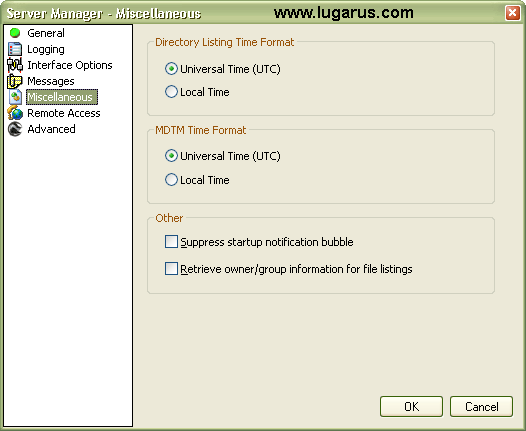 Server Manager - Miscellaneous
www.lugarus.com
General
Logging
Interface Options
Messages
Miscellaneous
Remote Access
Advanced
Directory Listing Time Format
Universal Time (UTC)
Local Time
MDTM Time Format
Universal Time (UTC)
Local Time
Other
Suppress startup notification bubble
Retrieve owner/group information for file listings
OK
Cancel